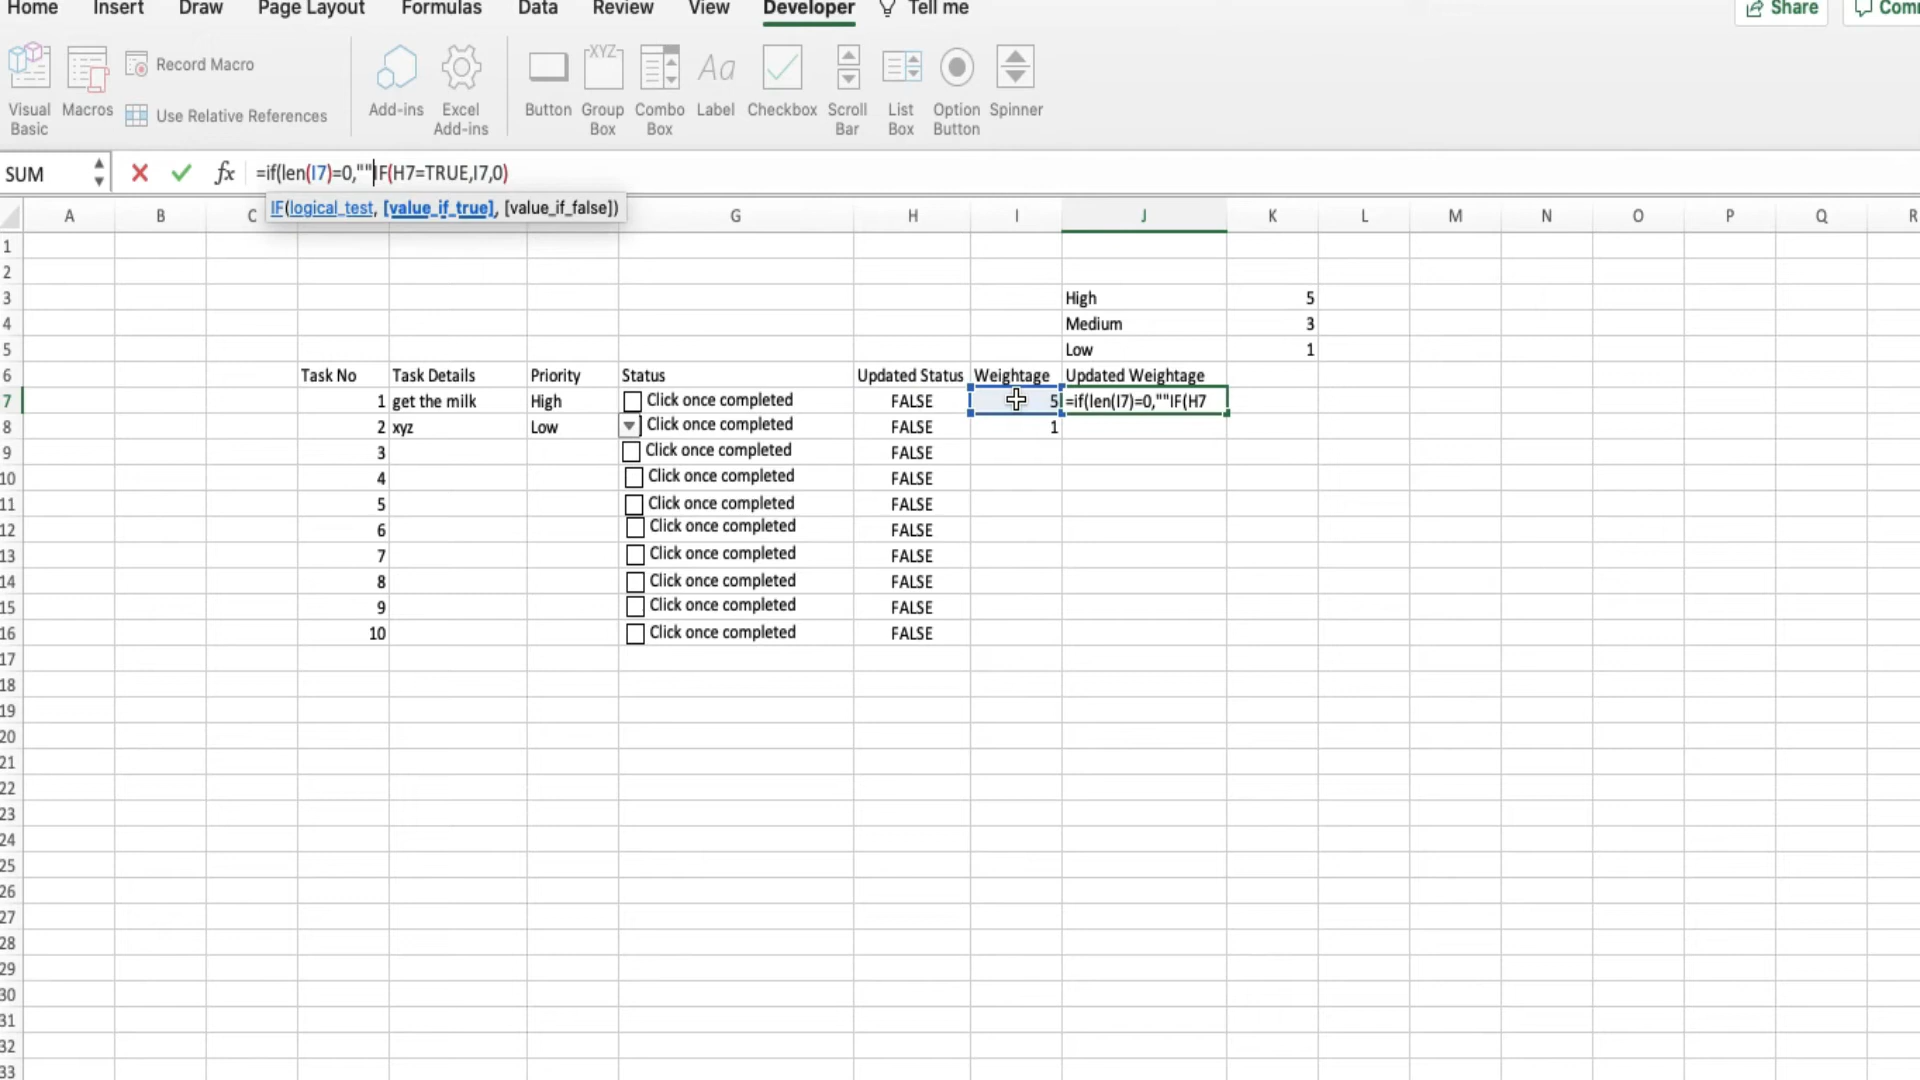 Home Insert Draw Page Layout Formulas Data Review View Developer Tell me Share
Record Macro
XYZ
Aa
Use Relative References
Visual Basic Macros Add-ins Excel Add-ins Button Group Box Combo Box Label Checkbox Scroll Bar List Box Option Button Spinner
SUM fx =if(len(I7)=0,""IF(H7=TRUE,I7,0)
IF(logical_test, [value_if_true], [value_if_false])
A B C G H I J K L M N O P Q R
1
2
3 High 5
4 Medium 3
5 Low 1
6 Task No Task Details Priority Status Updated Status Weightage Updated Weightage
7 1 get the milk High Click once completed FALSE 5 =if(len(I7)=0,""IF(H7
8 2 xyz Low Click once completed FALSE 1
9 3 Click once completed FALSE
10 4 Click once completed FALSE
11 5 Click once completed FALSE
12 6 Click once completed FALSE
13 7 Click once completed FALSE
14 8 Click once completed FALSE
15 9 Click once completed FALSE
16 10 Click once completed FALSE
17
18
19
20
21
22
23
24
25
26
27
28
29
30
31
32
33